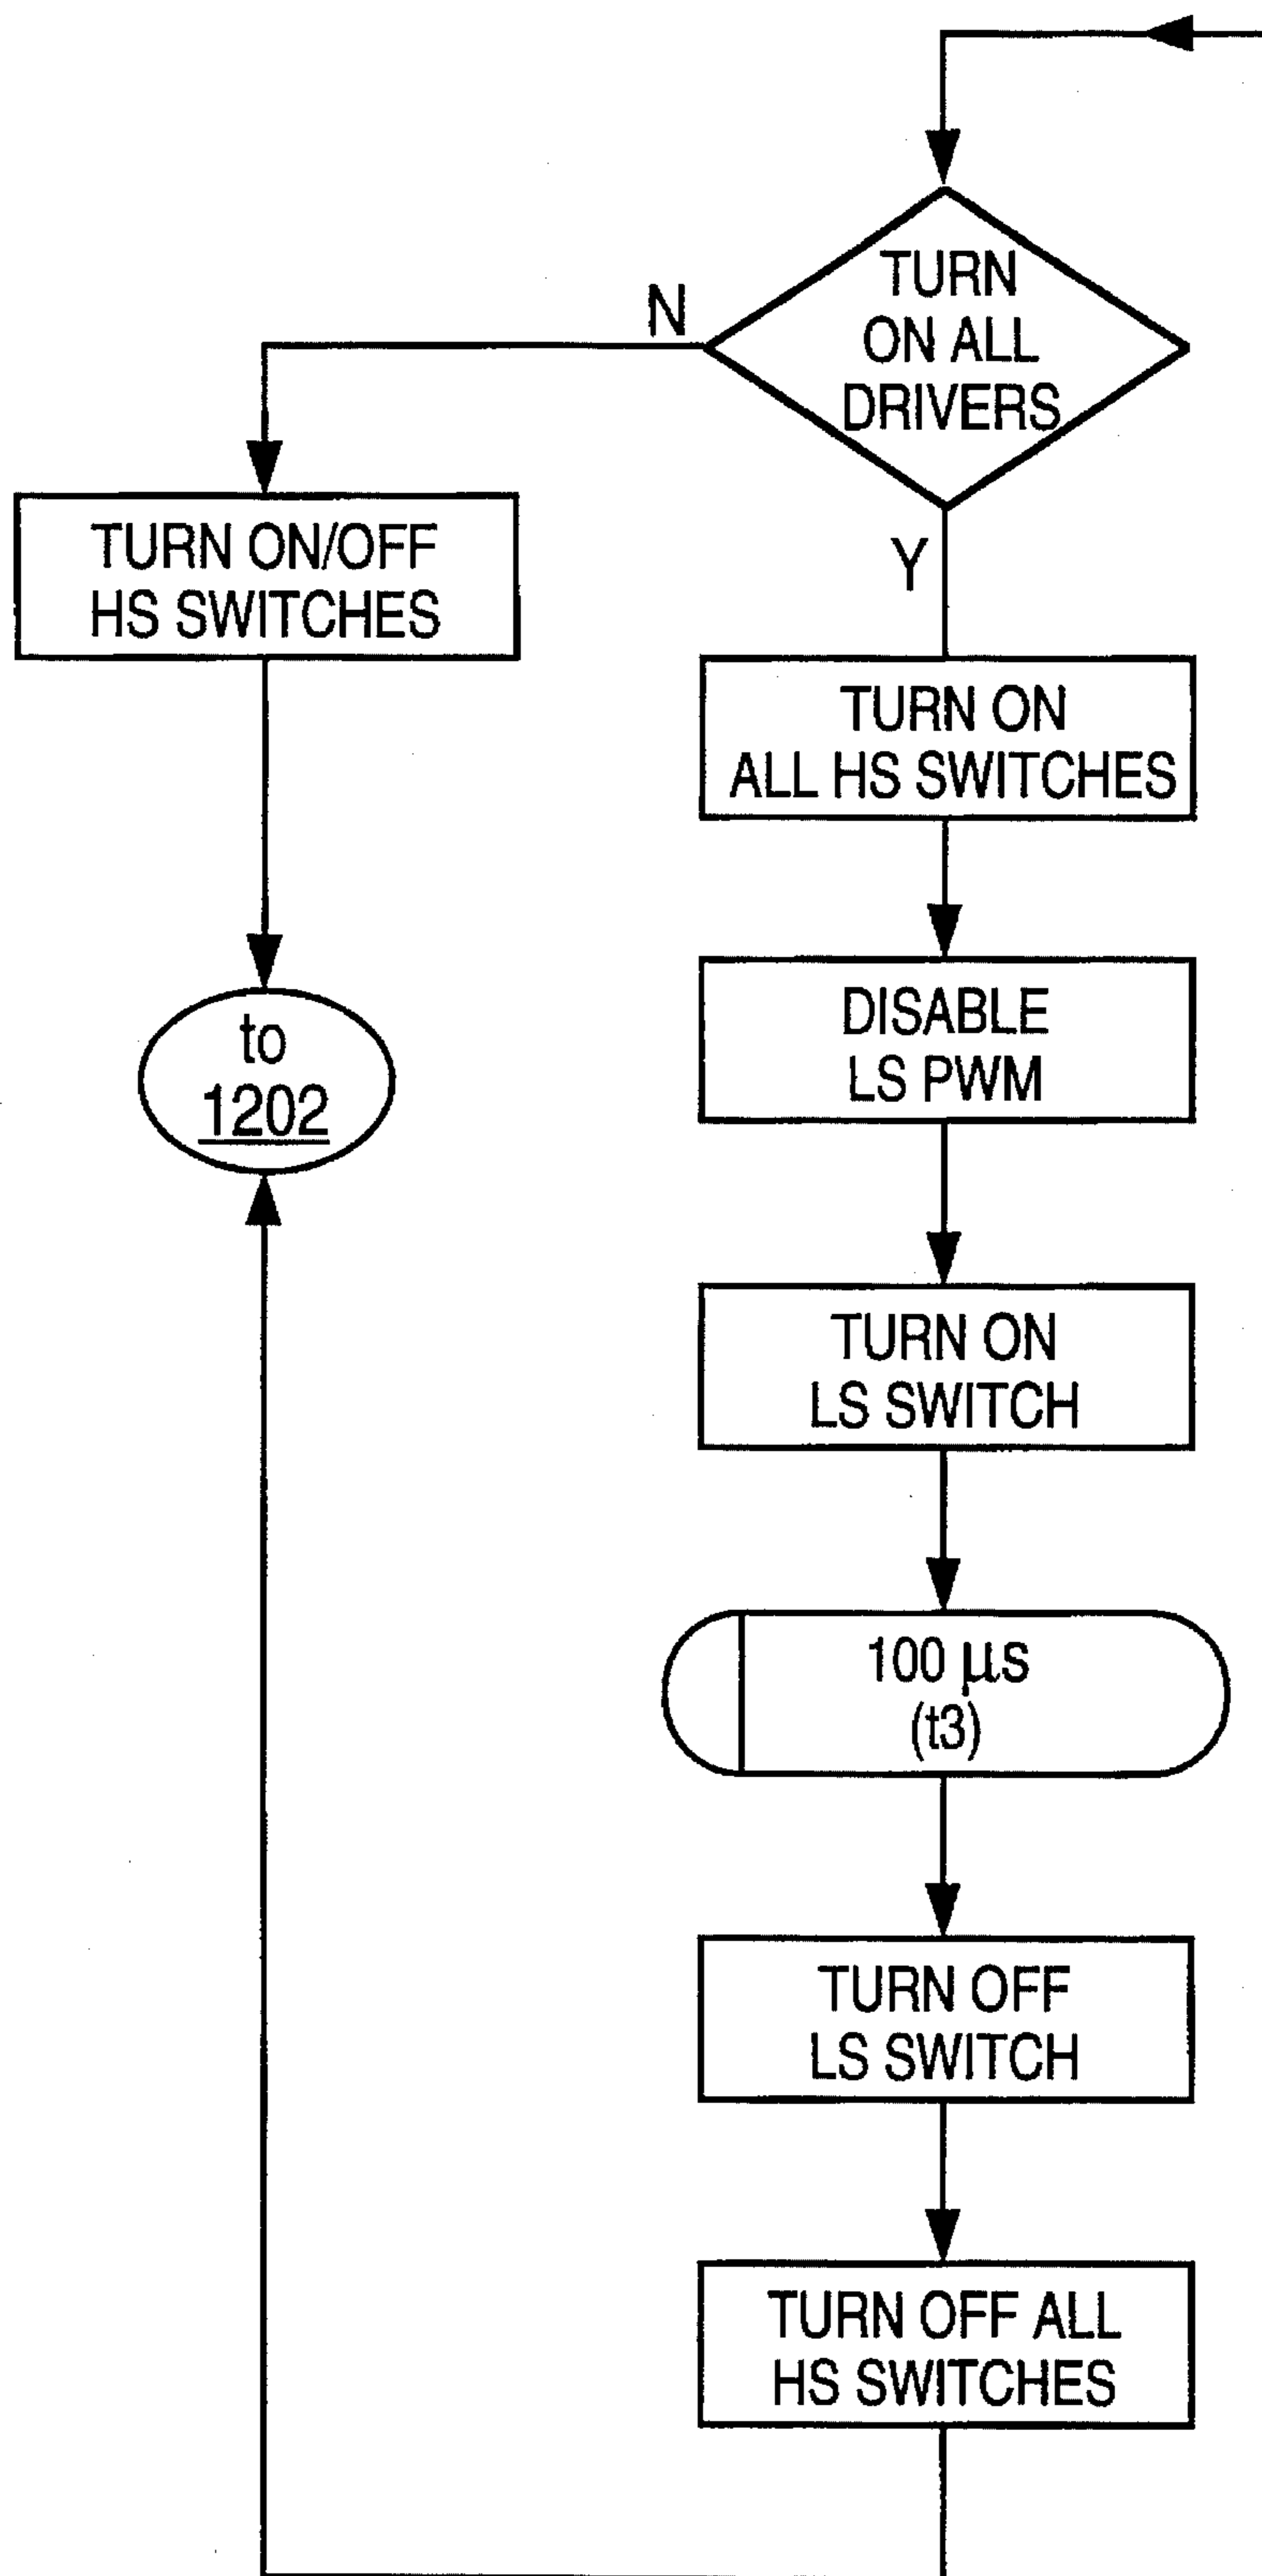 TURN
ON ALL
DRIVERS
N
Y
TURN ON/OFF
HS SWITCHES
TURN ON
ALL HS SWITCHES
to
1202
DISABLE
LS PWM
TURN ON
LS SWITCH
100 µs
(t3)
TURN OFF
LS SWITCH
TURN OFF ALL
HS SWITCHES